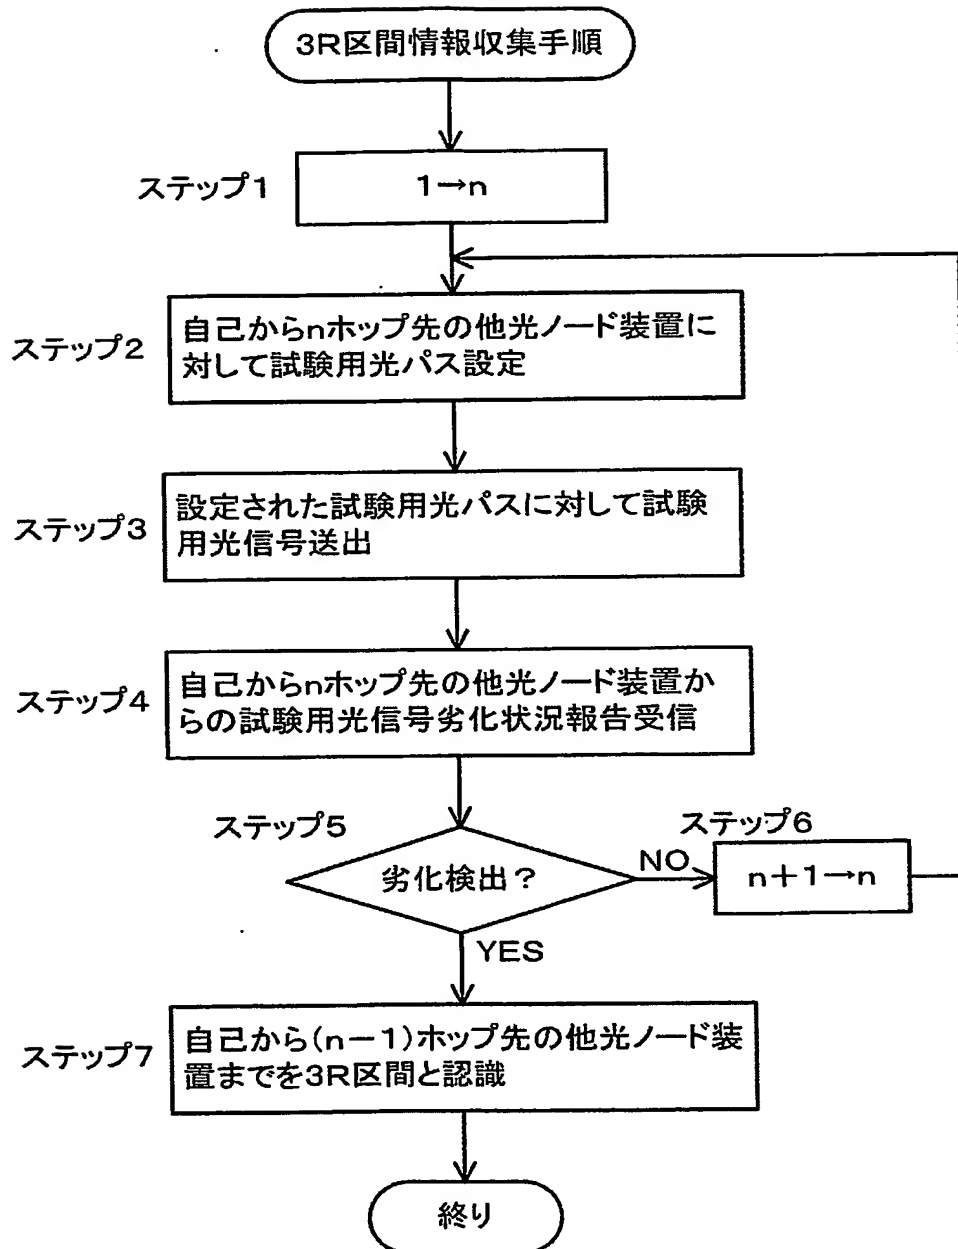 3R区間情報収集手順
ステップ1
1→n
ステップ2
自己からnホップ先の他光ノード装置に
対して試験用光パス設定
ステップ3
設定された試験用光パスに対して試験
用光信号送出
ステップ4
自己からnホップ先の他光ノード装置か
らの試験用光信号劣化状況報告受信
ステップ5
劣化検出？
NO
ステップ6
n＋1→n
YES
ステップ7
自己から(n－1)ホップ先の他光ノード装
置までを3R区間と認識
終り